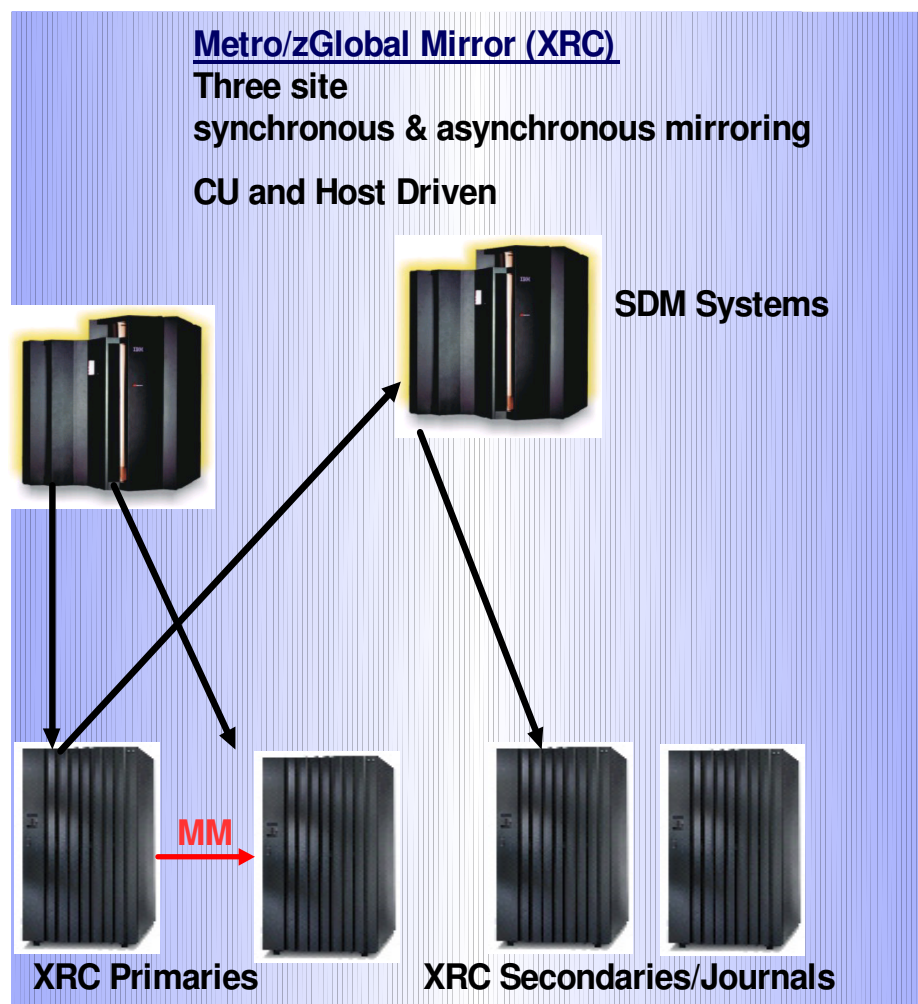 Metro/zGlobal Mirror (XRC)
Three site
synchronous & asynchronous mirroring
CU and Host Driven
SDM Systems
MM
XRC Primaries
XRC Secondaries/Journals